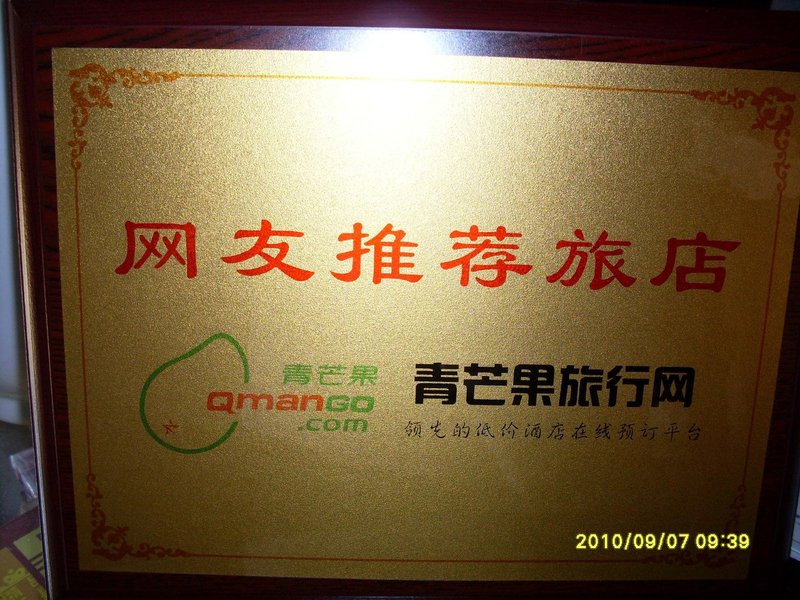 网友推荐旅店
青芒果
Qmango
.com
青芒果旅行网
领先的低价酒店在线预订平台
2010/09/07 09:39